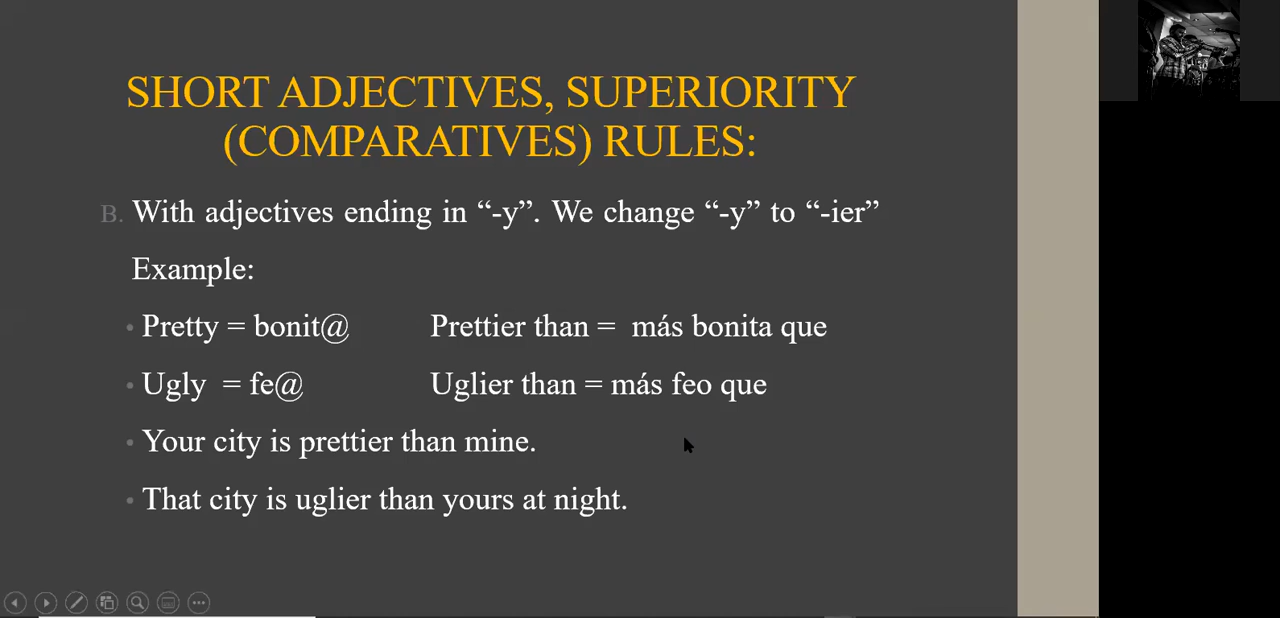 SHORT ADJECTIVES, SUPERIORITY
(COMPARATIVES) RULES:
B. With adjectives ending in “-y”. We change “-y” to “-ier”
Example:
• Pretty = bonit@ Prettier than = más bonita que
• Ugly = fe@ Uglier than = más feo que
• Your city is prettier than mine.
• That city is uglier than yours at night.